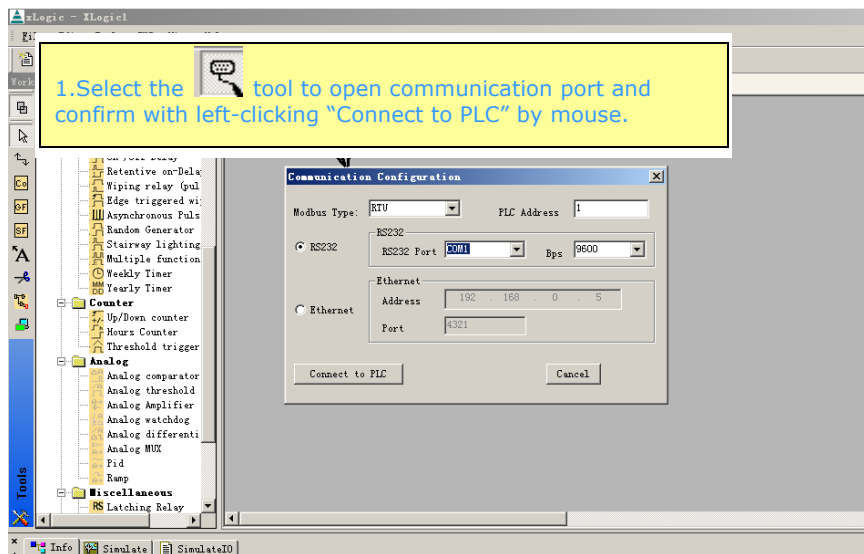 xLogic - XLogic1
1.Select the tool to open communication port and
confirm with left-clicking “Connect to PLC” by mouse.
Retentive on-Dela
Wiping relay (pul
Edge triggered wi
Asynchronous Puls
Random Generator
Stairway lighting
Multiple function
Weekly Timer
Yearly Timer
Counter
Up/Down counter
Hours Counter
Threshold trigger
Analog
Analog comparator
Analog threshold
Analog Amplifier
Analog watchdog
Analog differenti
Analog MUX
Pid
Ramp
Miscellaneous
RS Latching Relay
Co
GF
SF
A
Tools
Communication Configuration
Modbus Type: RTU PLC Address 1
RS232
RS232 RS232 Port COM1 Bps 9600
Ethernet
Address 192 . 168 . 0 . 5
Ethernet
Port 4321
Connect to PLC Cancel
Info Simulate SimulateIO